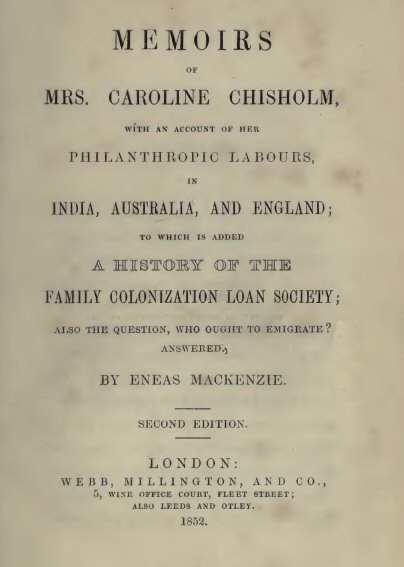 MEMOIRS
OF
MRS. CAROLINE CHISHOLM,
WITH AN ACCOUNT OF HER
PHILANTHROPIC LABOURS,
IN
INDIA, AUSTRALIA, AND ENGLAND;
TO WHICH IS ADDED
A HISTORY OF THE
FAMILY COLONIZATION LOAN SOCIETY;
ALSO THE QUESTION, WHO OUGHT TO EMIGRATE?
ANSWERED.
BY ENEAS MACKENZIE.
SECOND EDITION.
LONDON:
WEBB, MILLINGTON, AND CO.,
5, WINE OFFICE COURT, FLEET STREET;
ALSO LEEDS AND OTLEY.
1852.